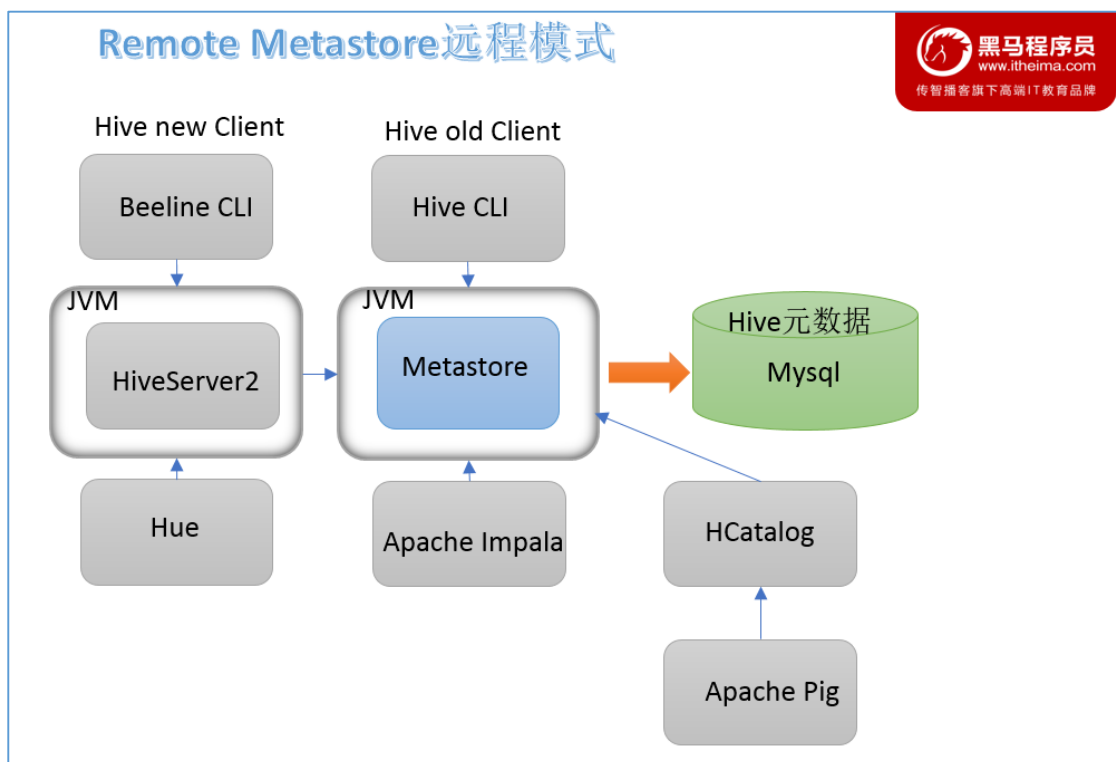 Remote Metastore远程模式
黑马程序员
www.itheima.com
传智播客旗下高端IT教育品牌
Hive new Client
Hive old Client
Beeline CLI
Hive CLI
JVM
JVM
HiveServer2
Metastore
Hive元数据
Mysql
Hue
Apache Impala
HCatalog
Apache Pig